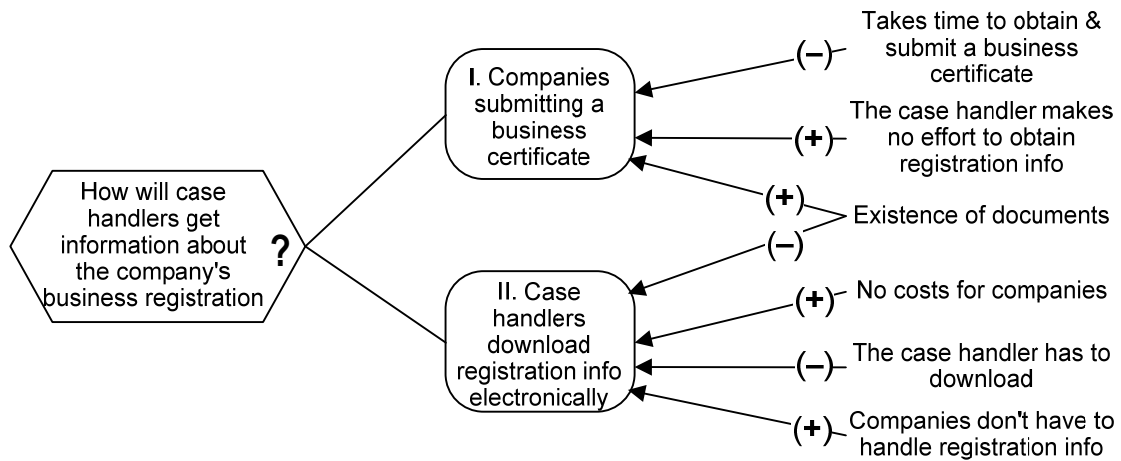 How will case
handlers get
information about
the company's
business registration
?
I. Companies
submitting a
business
certificate
II. Case
handlers
download
registration info
electronically
(–)
Takes time to obtain &
submit a business
certificate
(+)
The case handler makes
no effort to obtain
registration info
(+)
(–)
Existence of documents
(+)
No costs for companies
(–)
The case handler has to
download
(+)
Companies don't have to
handle registration info